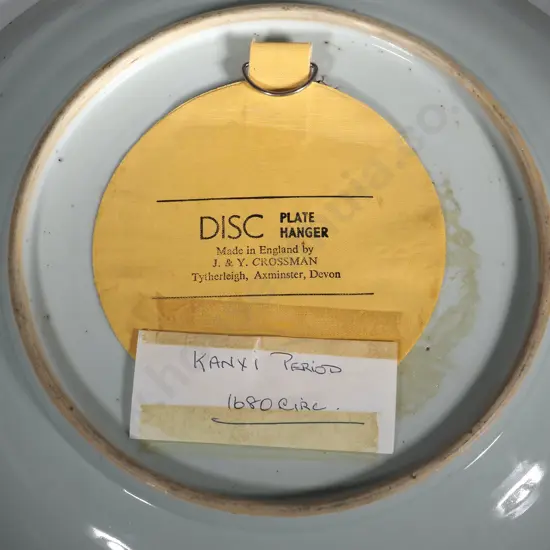 DISC PLATE HANGER
Made in England by
J. & Y. CROSSMAN
Tytherleigh, Axminster, Devon
KANXI PERIOD
1680 CIRC.